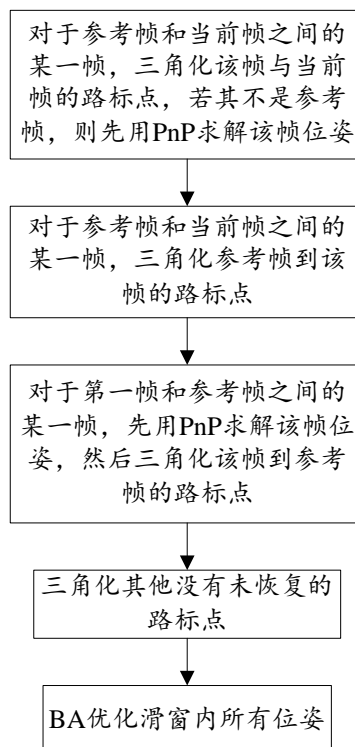 对于参考帧和当前帧之间的
某一帧，三角化该帧与当前
帧的路标点，若其不是参考
帧，则先用PnP求解该帧位姿
对于参考帧和当前帧之间的
某一帧，三角化参考帧到该
帧的路标点
对于第一帧和参考帧之间的
某一帧，先用PnP求解该帧位
姿，然后三角化该帧到参考
帧的路标点
三角化其他没有未恢复的
路标点
BA优化滑窗内所有位姿